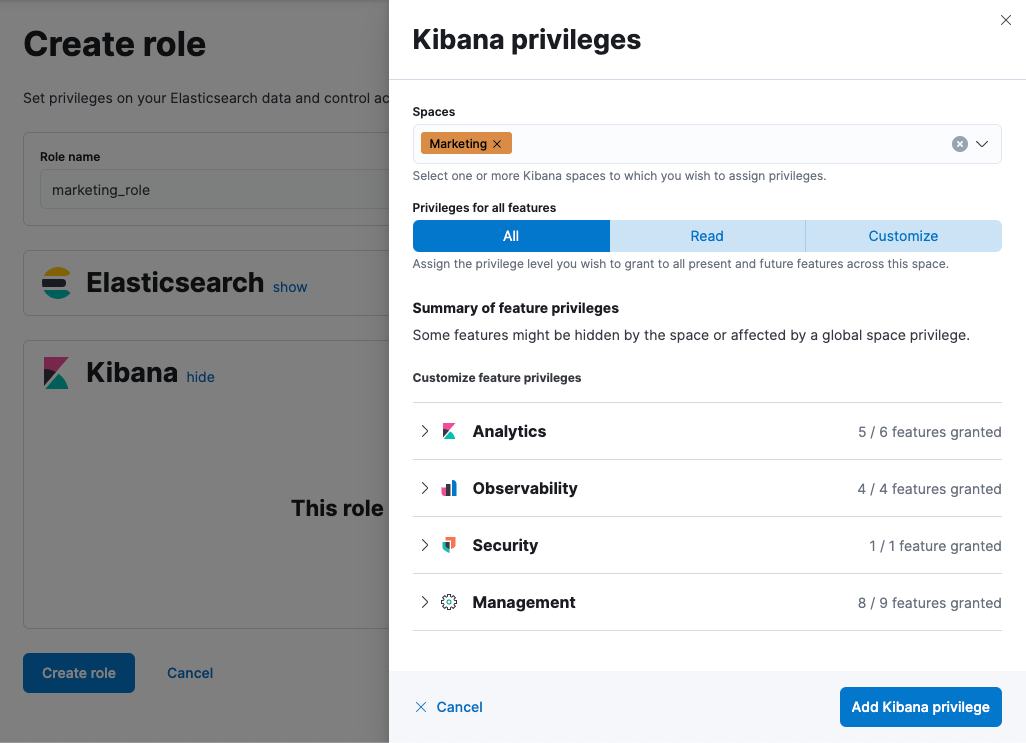 Create role
Set privileges on your Elasticsearch data and control ac
Role name
marketing_role
Elasticsearch show
Kibana hide
This role
Create role
Cancel
Kibana privileges
Spaces
Marketing
Select one or more Kibana spaces to which you wish to assign privileges.
Privileges for all features
All
Read
Customize
Assign the privilege level you wish to grant to all present and future features across this space.
Summary of feature privileges
Some features might be hidden by the space or affected by a global space privilege.
Customize feature privileges
Analytics
5 / 6 features granted
Observability
4 / 4 features granted
Security
1 / 1 feature granted
Management
8 / 9 features granted
Cancel
Add Kibana privilege